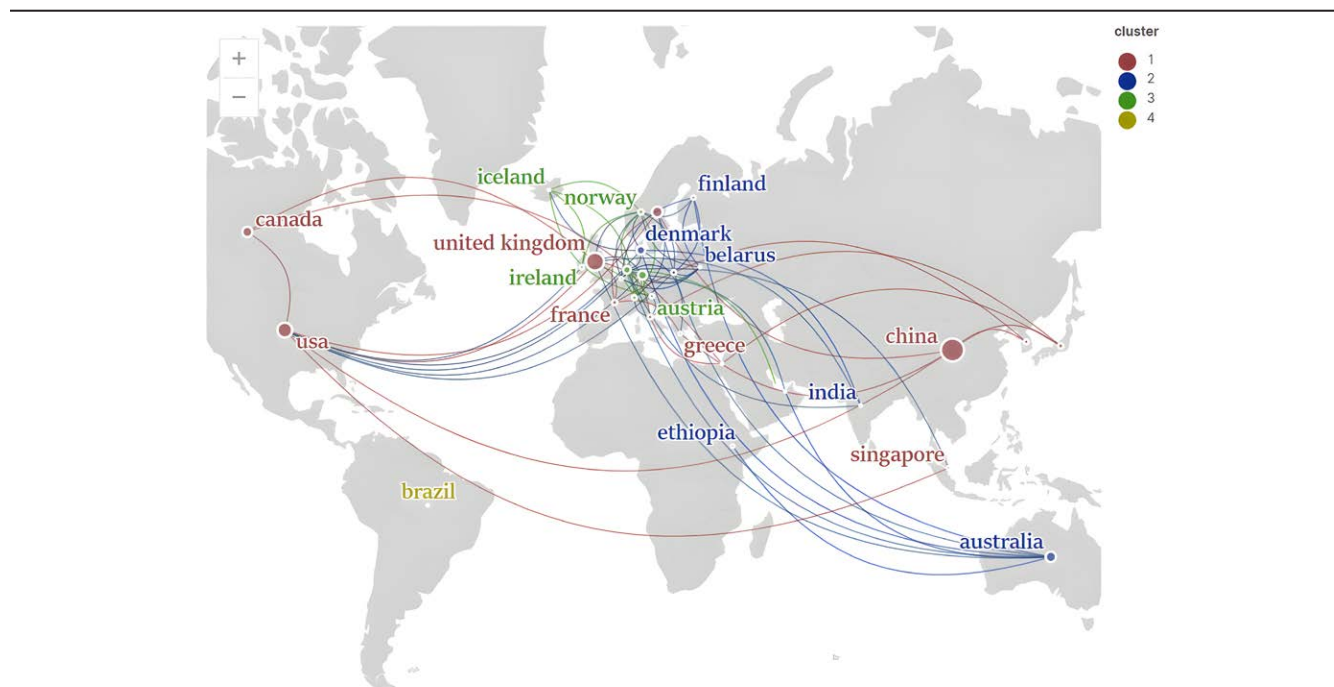 cluster
1
2
3
4
+
−
iceland
norway
finland
canada
united kingdom
denmark
belarus
ireland
france
austria
usa
greece
china
india
ethiopia
singapore
brazil
australia